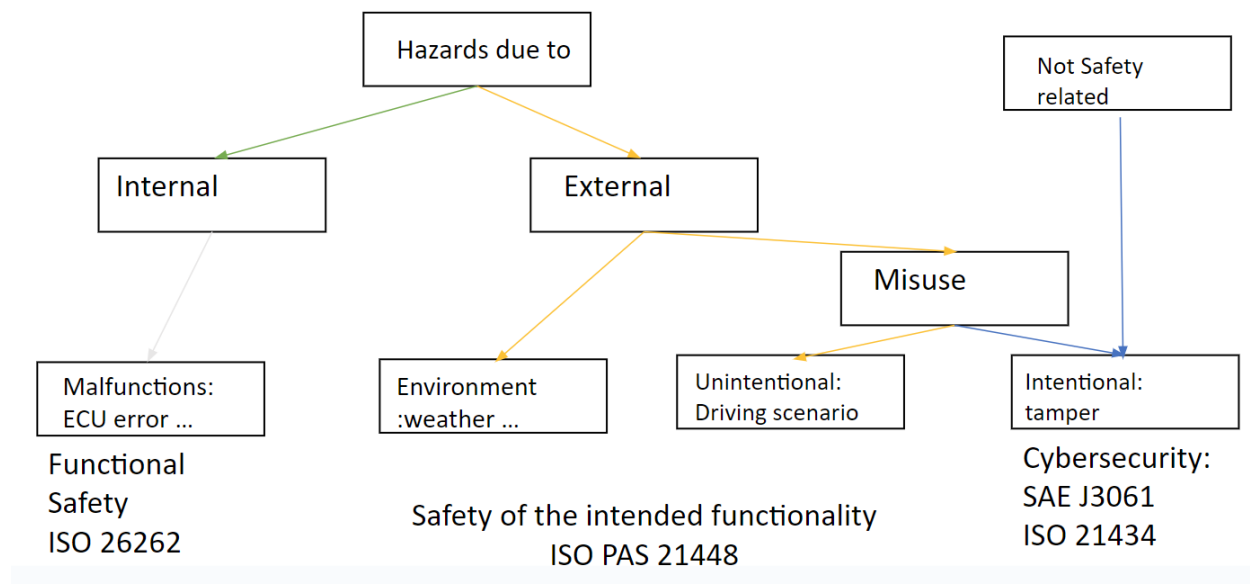 Hazards due to
Not Safety
related
Internal
External
Misuse
Malfunctions:
ECU error ...
Environment
:weather ...
Unintentional:
Driving scenario
Intentional:
tamper
Functional
Safety
ISO 26262
Safety of the intended functionality
ISO PAS 21448
Cybersecurity:
SAE J3061
ISO 21434